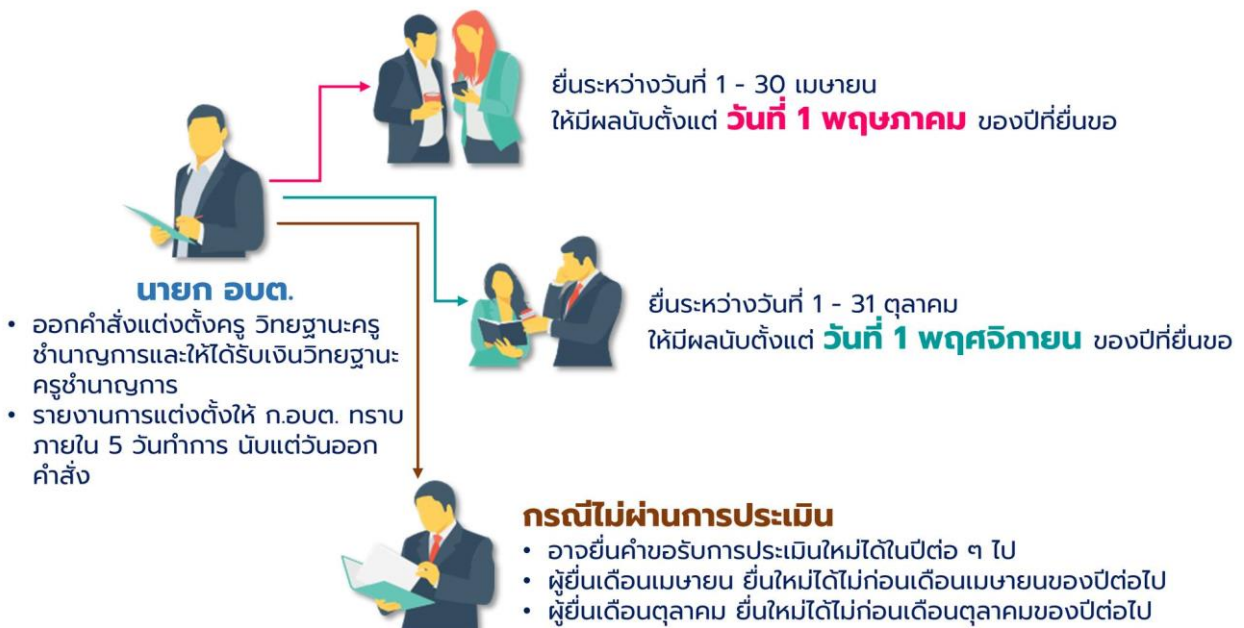 ยื่นระหว่างวันที่ 1 - 30 เมษายน
ให้มีผลนับตั้งแต่ วันที่ 1 พฤษภาคม ของปีที่ยื่นขอ
นายก อบต.
• ออกคำสั่งแต่งตั้งครู วิทยฐานะครู
ชำนาญการและให้ได้รับเงินวิทยฐานะ
ครูชำนาญการ
• รายงานการแต่งตั้งให้ ก.อบต. ทราบ
ภายใน 5 วันทำการ นับแต่วันออก
คำสั่ง
ยื่นระหว่างวันที่ 1 - 31 ตุลาคม
ให้มีผลนับตั้งแต่ วันที่ 1 พฤศจิกายน ของปีที่ยื่นขอ
กรณีไม่ผ่านการประเมิน
• อาจยื่นคำขอรับการประเมินใหม่ได้ในปีต่อ ๆ ไป
• ผู้ยื่นเดือนเมษายน ยื่นใหม่ได้ไม่ก่อนเดือนเมษายนของปีต่อไป
• ผู้ยื่นเดือนตุลาคม ยื่นใหม่ได้ไม่ก่อนเดือนตุลาคมของปีต่อไป